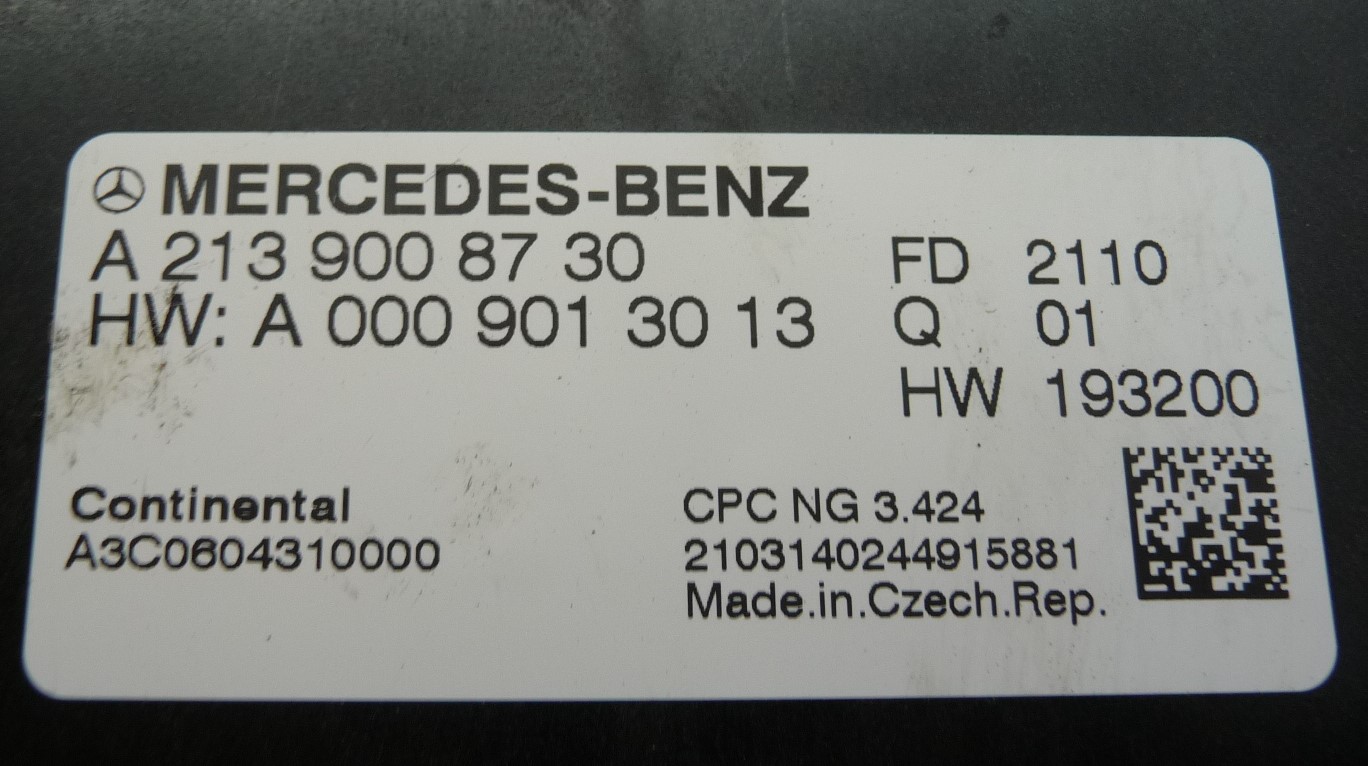 MERCEDES-BENZ
A 213 900 87 30
HW: A 000 901 30 13
FD 2110
Q 01
HW 193200
Continental
A3C0604310000
CPC NG 3.424
2103140244915881
Made.in.Czech.Rep.